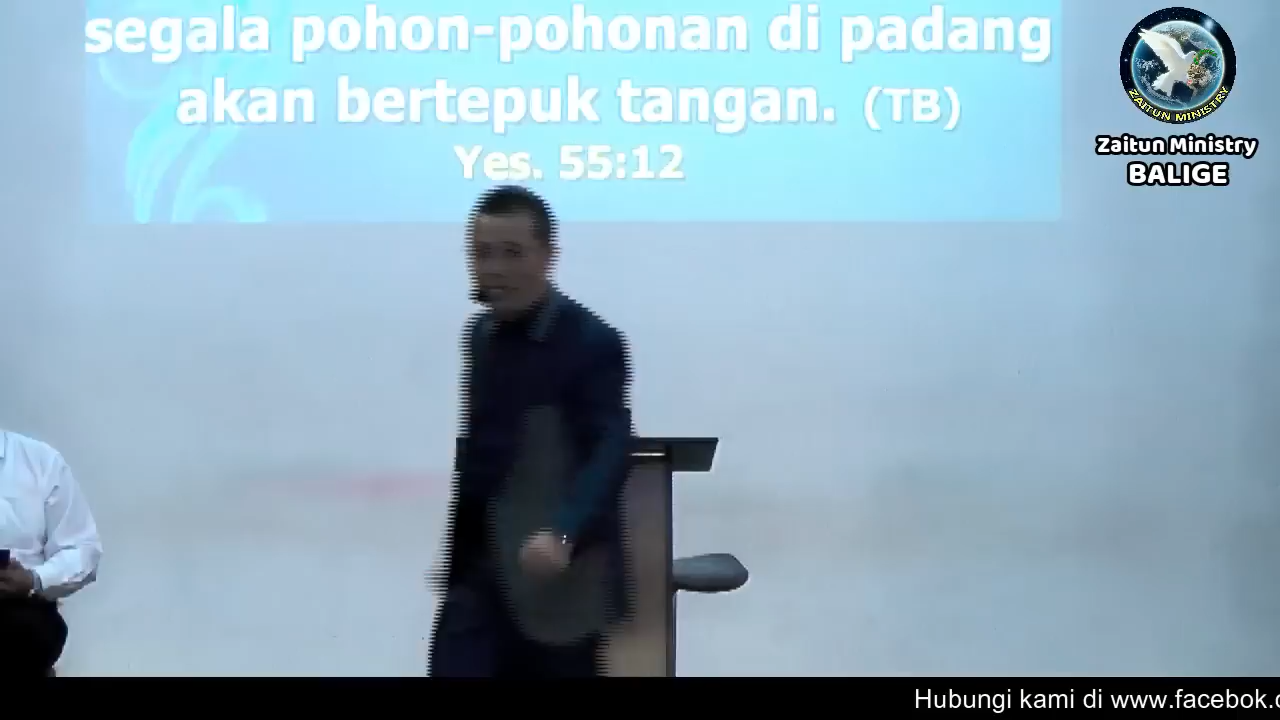 segala pohon-pohonan di padang
akan bertepuk tangan. (TB)
Yes. 55:12
ZAITUN MINISTRY
Zaitun Ministry
BALIGE
Hubungi kami di www.facebok.